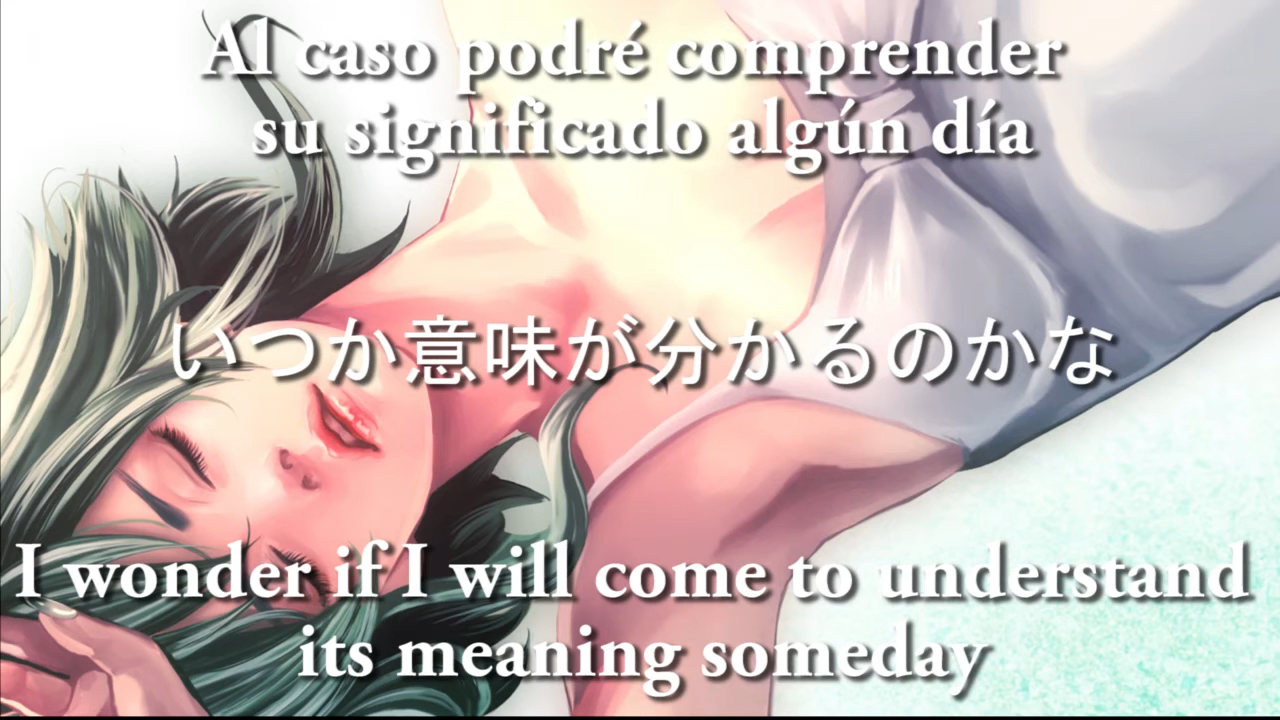 Al caso podré comprender
su significado algún día
いつか意味が分かるのかな
I wonder if I will come to understand
its meaning someday